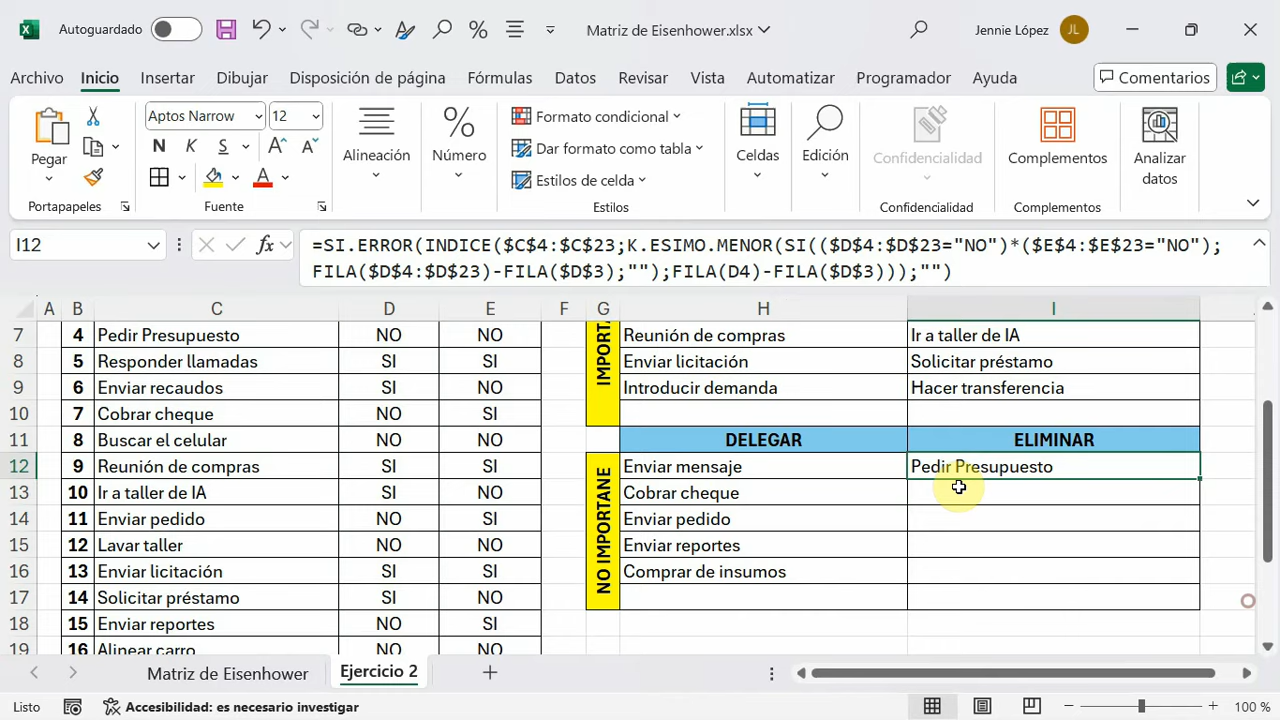 Autoguardado
Matriz de Eisenhower.xlsx
Jennie López
JL
Archivo Inicio Insertar Dibujar Disposición de página Fórmulas Datos Revisar Vista Automatizar Programador Ayuda
Comentarios
Pegar
Portapapeles
Aptos Narrow 12
N K S A A
A
Fuente
Alineación
%
Número
Formato condicional
Dar formato como tabla
Estilos de celda
Estilos
Celdas
Edición
Confidencialidad
Confidencialidad
Complementos
Complementos
Analizar
datos
I12
fx
=SI.ERROR(INDICE($C$4:$C$23;K.ESIMO.MENOR(SI(($D$4:$D$23="NO")*($E$4:$E$23="NO");
FILA($D$4:$D$23)-FILA($D$3);"");FILA(D4)-FILA($D$3)));"")
A B C D E F G H I
7 4 Pedir Presupuesto NO NO Reunión de compras Ir a taller de IA
8 5 Responder llamadas SI SI Enviar licitación Solicitar préstamo
9 6 Enviar recaudos SI NO Introducir demanda Hacer transferencia
10 7 Cobrar cheque NO SI
11 8 Buscar el celular NO NO DELEGAR ELIMINAR
12 9 Reunión de compras SI SI Enviar mensaje Pedir Presupuesto
13 10 Ir a taller de IA SI NO Cobrar cheque
14 11 Enviar pedido NO SI Enviar pedido
15 12 Lavar taller NO NO Enviar reportes
16 13 Enviar licitación SI SI Comprar de insumos
17 14 Solicitar préstamo SI NO
18 15 Enviar reportes NO SI
19 16 Alinear carro NO NO
IMPORTA
NO IMPORTANE
Matriz de Eisenhower Ejercicio 2
Listo
Accesibilidad: es necesario investigar
100 %